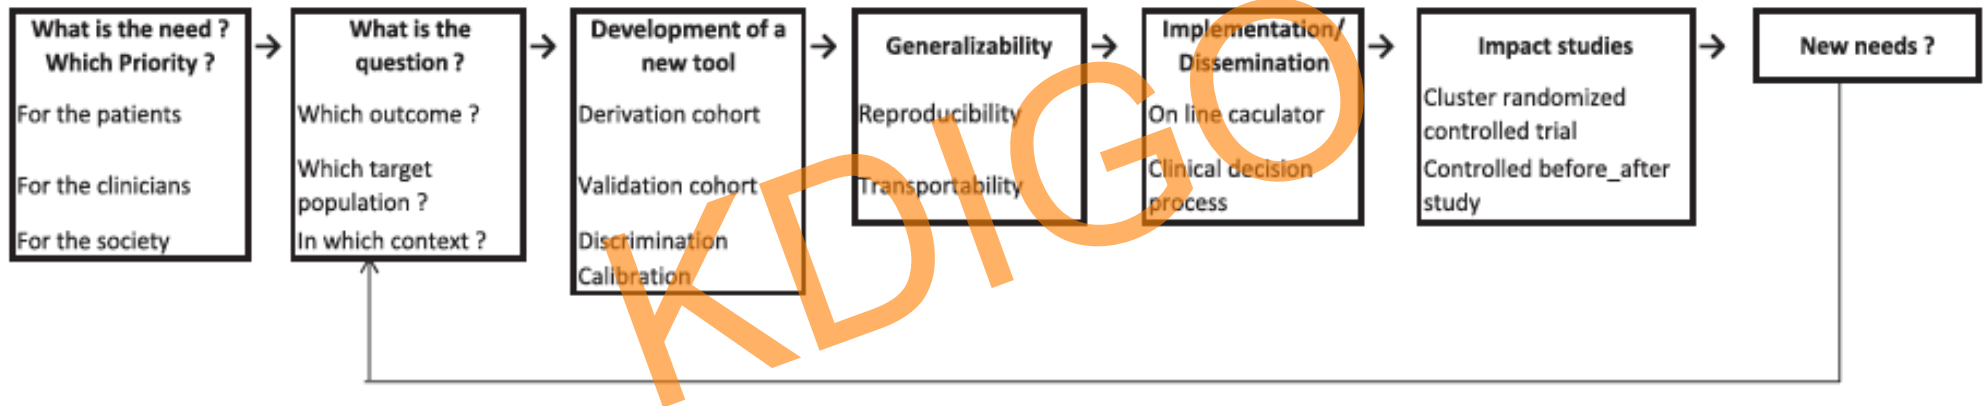 What is the need ?
Which Priority ?
For the patients
For the clinicians
For the society
What is the
question ?
Which outcome ?
Which target
population ?
In which context ?
Development of a
new tool
Derivation cohort
Validation cohort
Discrimination
Calibration
Generalizability
Reproducibility
Transportability
Implementation/
Dissemination
On line caculator
Clinical decision
process
Impact studies
Cluster randomized
controlled trial
Controlled before_after
study
New needs ?
KDIGO